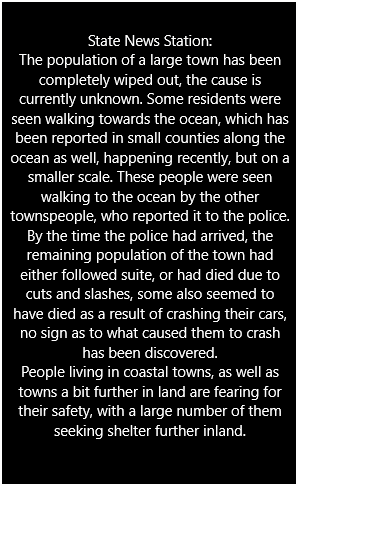 State News Station:
The population of a large town has been
completely wiped out, the cause is
currently unknown. Some residents were
seen walking towards the ocean, which has
been reported in small counties along the
ocean as well, happening recently, but on a
smaller scale. These people were seen
walking to the ocean by the other
townspeople, who reported it to the police.
By the time the police had arrived, the
remaining population of the town had
either followed suite, or had died due to
cuts and slashes, some also seemed to
have died as a result of crashing their cars,
no sign as to what caused them to crash
has been discovered.
People living in coastal towns, as well as
towns a bit further in land are fearing for
their safety, with a large number of them
seeking shelter further inland.